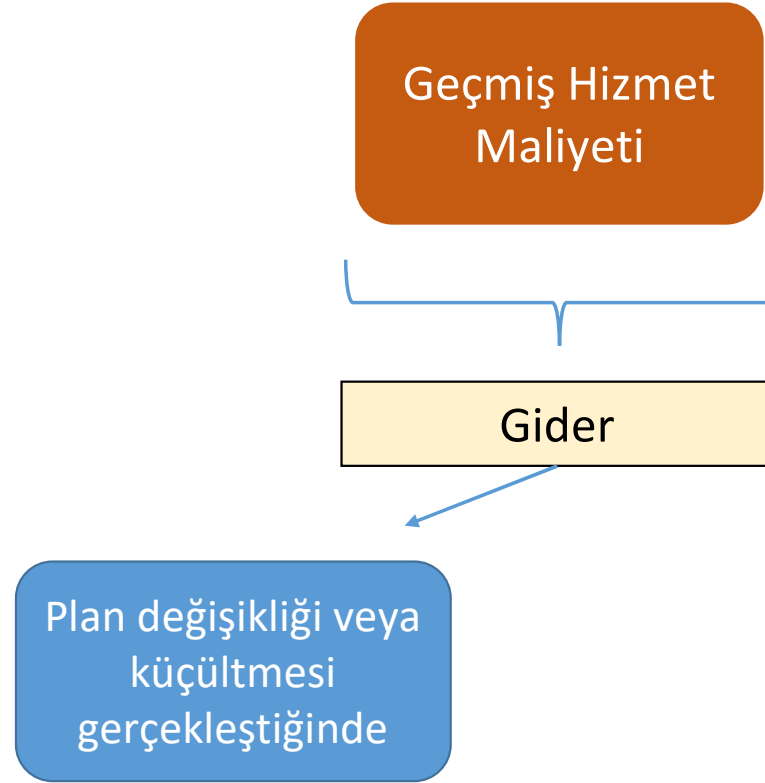 Geçmiş Hizmet
Maliyeti
Gider
Plan değişikliği veya
küçültmesi
gerçekleştiğinde